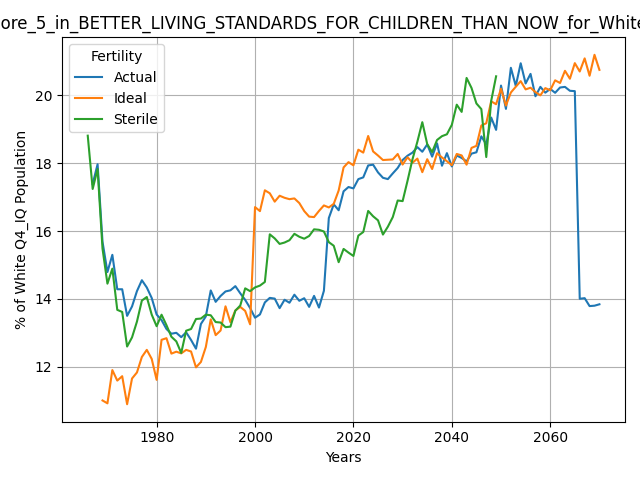 ore_5_in_BETTER_LIVING_STANDARDS_FOR_CHILDREN_THAN_NOW_for_White
Fertility
Actual
Ideal
Sterile
% of White Q4_IQ Population
20
18
16
14
12
1980
2000
2020
2040
2060
Years